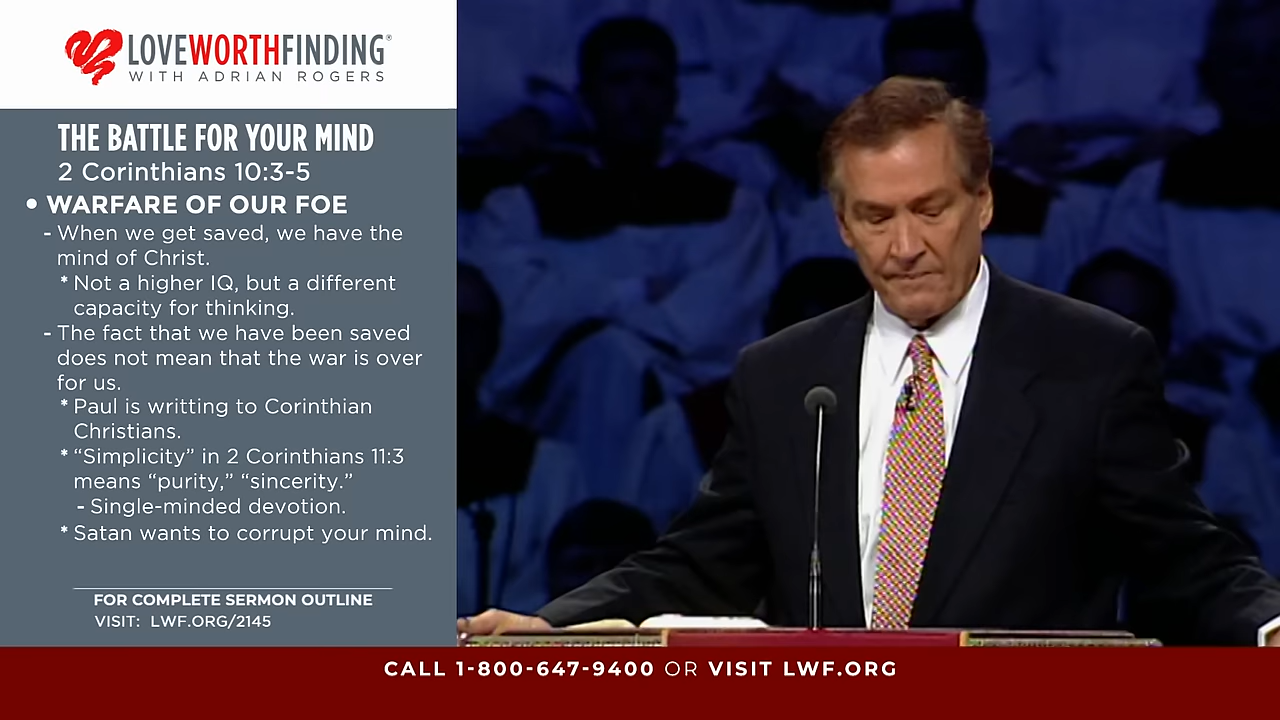 LOVEWORTHFINDING®
WITH ADRIAN ROGERS
THE BATTLE FOR YOUR MIND
2 Corinthians 10:3-5
• WARFARE OF OUR FOE
- When we get saved, we have the
mind of Christ.
* Not a higher IQ, but a different
capacity for thinking.
- The fact that we have been saved
does not mean that the war is over
for us.
* Paul is writting to Corinthian
Christians.
* “Simplicity” in 2 Corinthians 11:3
means “purity,” “sincerity.”
- Single-minded devotion.
* Satan wants to corrupt your mind.
FOR COMPLETE SERMON OUTLINE
VISIT: LWF.ORG/2145
CALL 1-800-647-9400 OR VISIT LWF.ORG